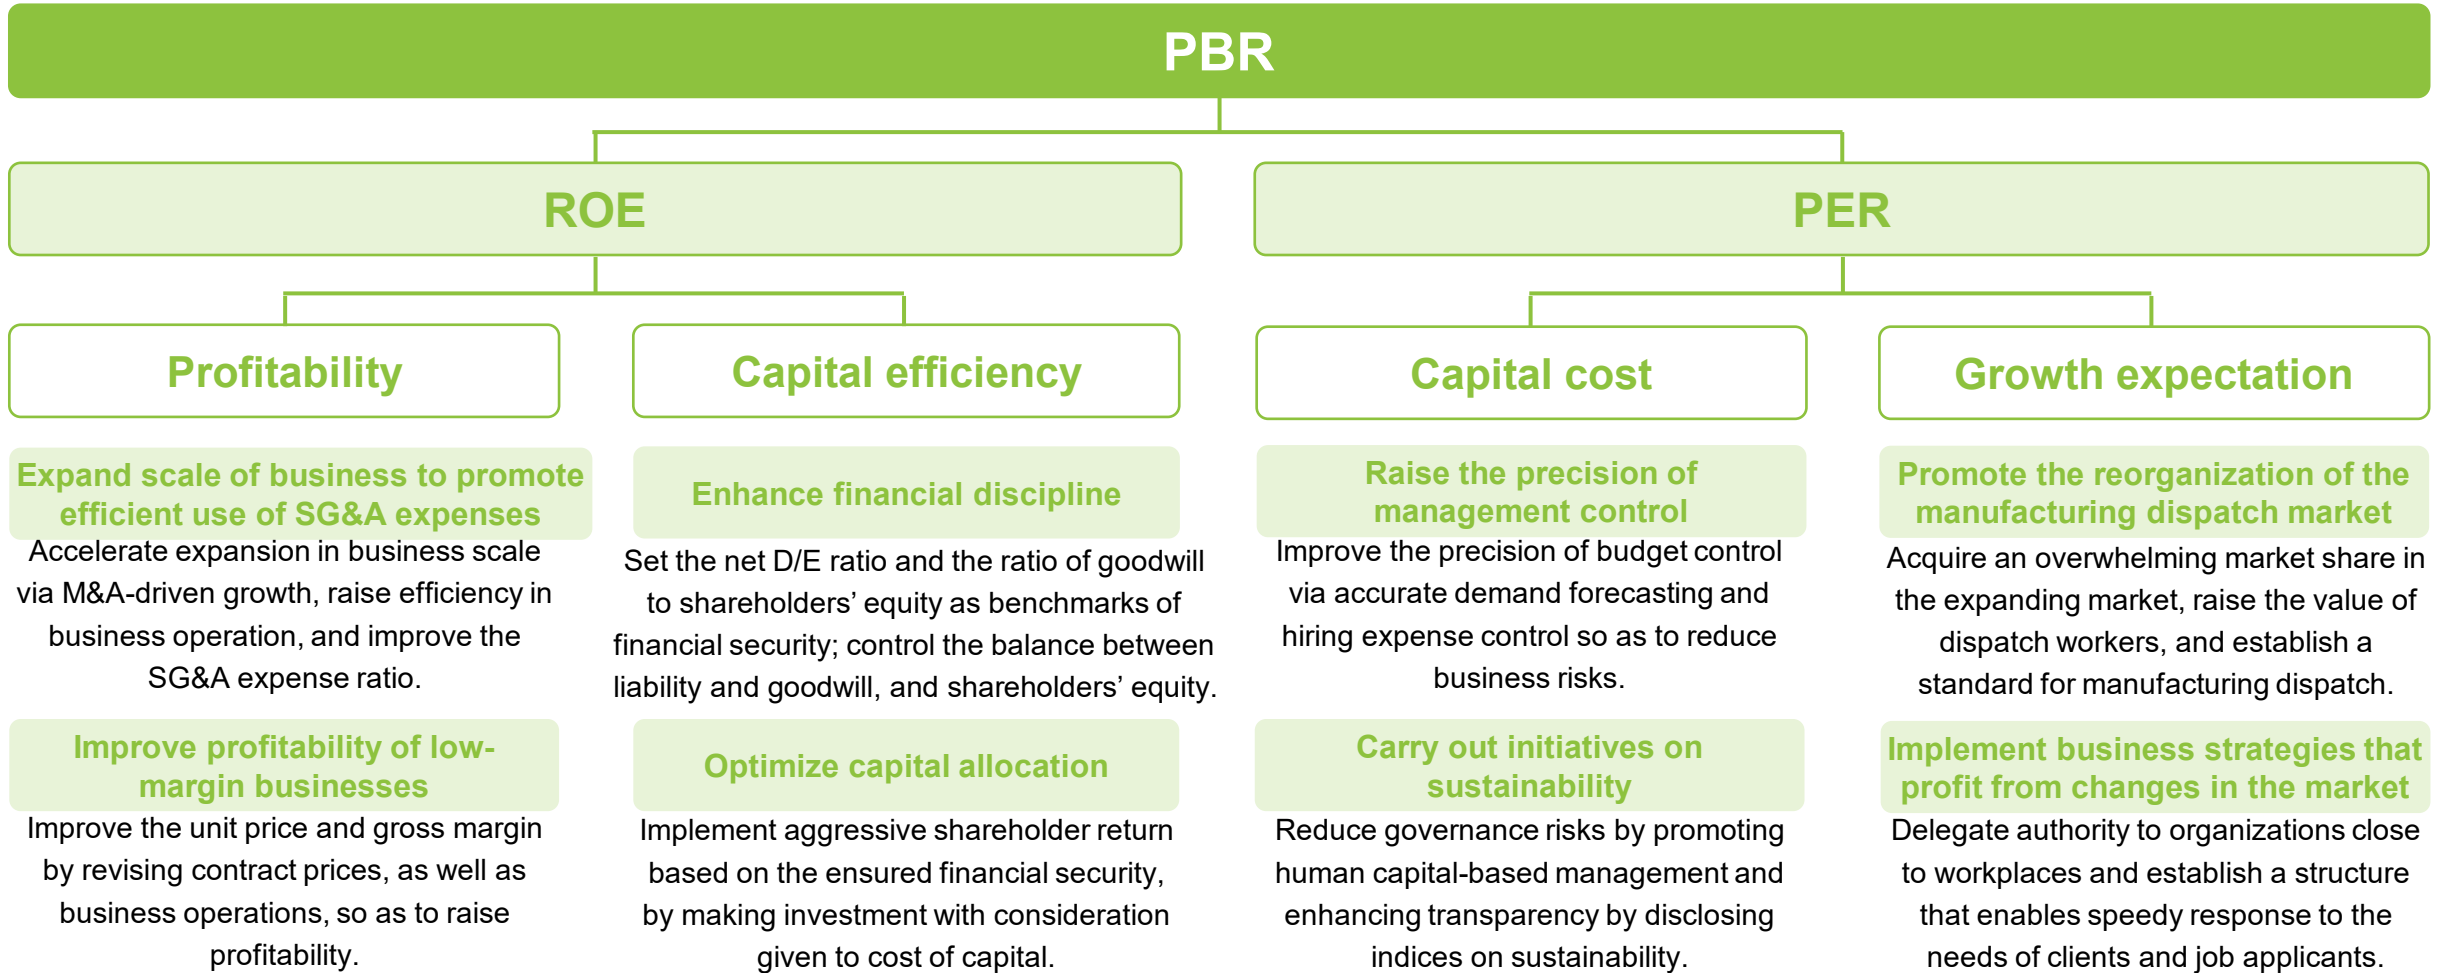 PBR
ROE
PER
Profitability
Capital efficiency
Capital cost
Growth expectation
Expand scale of business to promote
efficient use of SG&A expenses
Accelerate expansion in business scale
via M&A-driven growth, raise efficiency in
business operation, and improve the
SG&A expense ratio.
Improve profitability of low-
margin businesses
Improve the unit price and gross margin
by revising contract prices, as well as
business operations, so as to raise
profitability.
Enhance financial discipline
Set the net D/E ratio and the ratio of goodwill
to shareholders’ equity as benchmarks of
financial security; control the balance between
liability and goodwill, and shareholders’ equity.
Optimize capital allocation
Implement aggressive shareholder return
based on the ensured financial security,
by making investment with consideration
given to cost of capital.
Raise the precision of
management control
Improve the precision of budget control
via accurate demand forecasting and
hiring expense control so as to reduce
business risks.
Carry out initiatives on
sustainability
Reduce governance risks by promoting
human capital-based management and
enhancing transparency by disclosing
indices on sustainability.
Promote the reorganization of the
manufacturing dispatch market
Acquire an overwhelming market share in
the expanding market, raise the value of
dispatch workers, and establish a
standard for manufacturing dispatch.
Implement business strategies that
profit from changes in the market
Delegate authority to organizations close
to workplaces and establish a structure
that enables speedy response to the
needs of clients and job applicants.